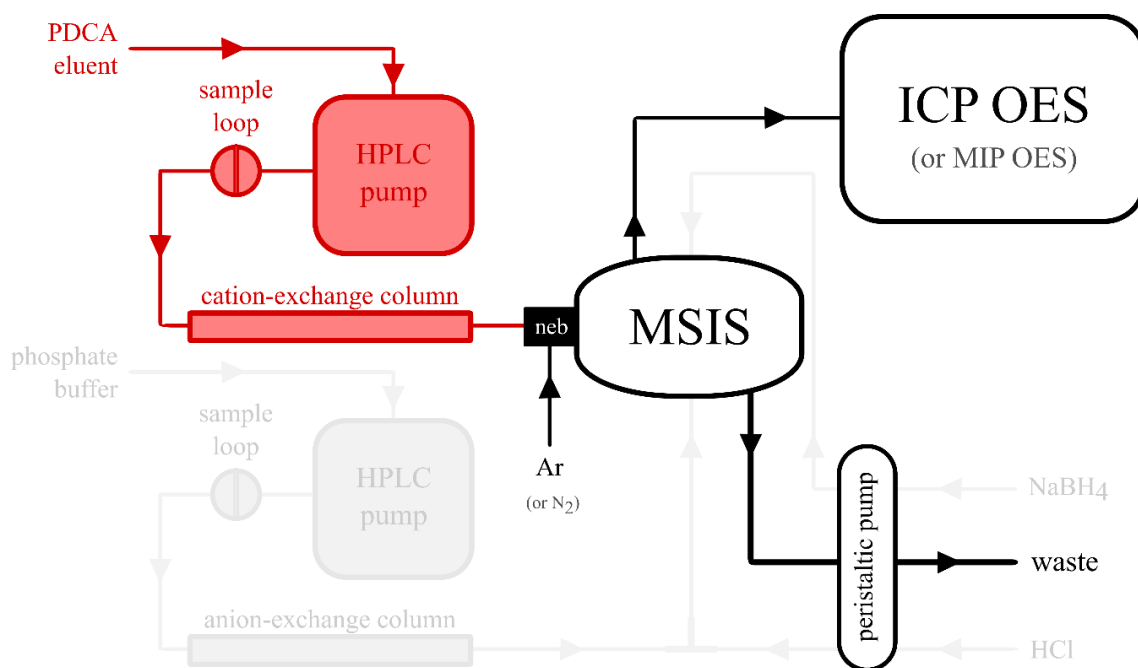 PDCA
eluent
sample
loop
HPLC
pump
ICP OES
(or MIP OES)
cation-exchange column
neb
MSIS
phosphate
buffer
sample
loop
HPLC
pump
Ar
(or N₂)
peristaltic pump
NaBH₄
waste
anion-exchange column
HCl